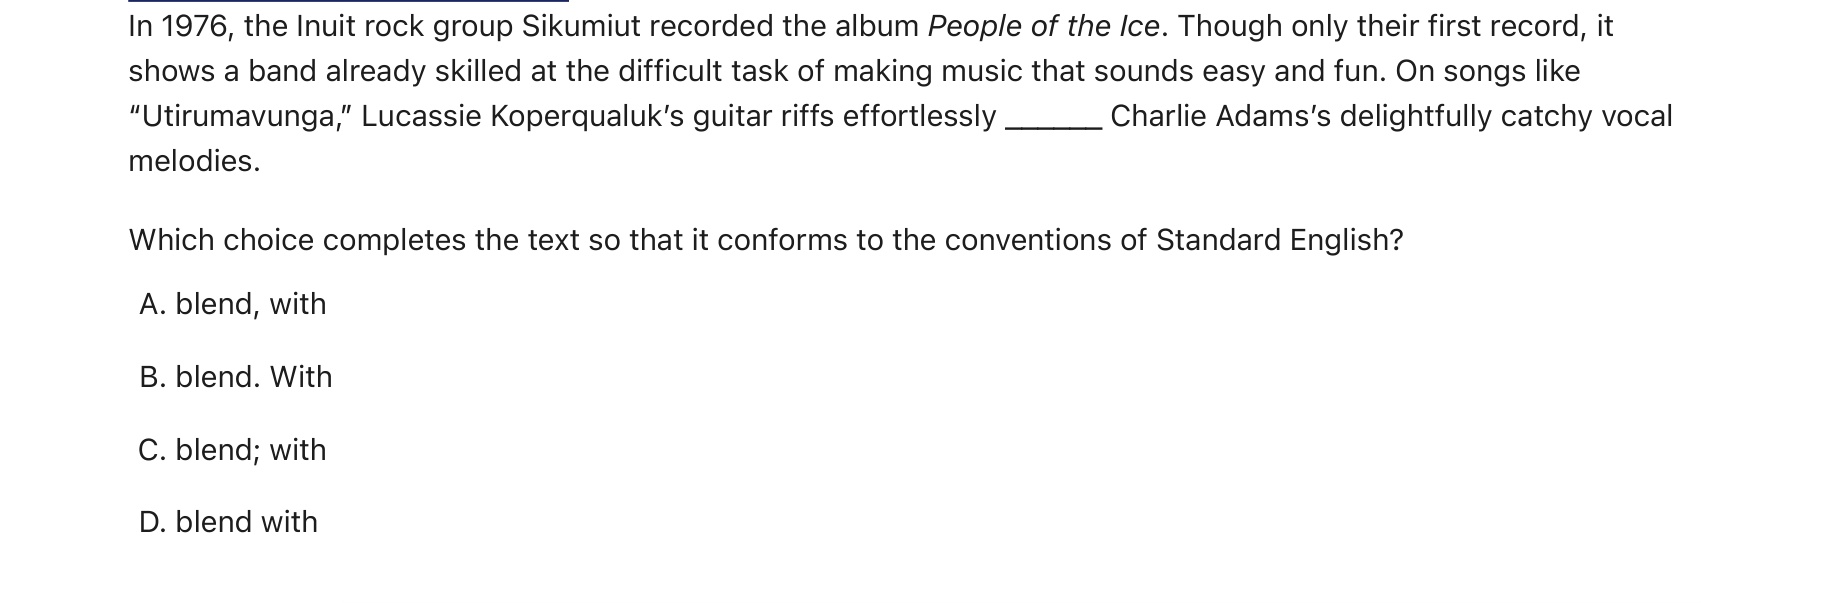 In 1976, the Inuit rock group Sikumiut recorded the album People of the Ice. Though only their first record, it
shows a band already skilled at the difficult task of making music that sounds easy and fun. On songs like
“Utirumavunga,” Lucassie Koperqualuk’s guitar riffs effortlessly ______ Charlie Adams’s delightfully catchy vocal
melodies.
Which choice completes the text so that it conforms to the conventions of Standard English?
A. blend, with
B. blend. With
C. blend; with
D. blend with